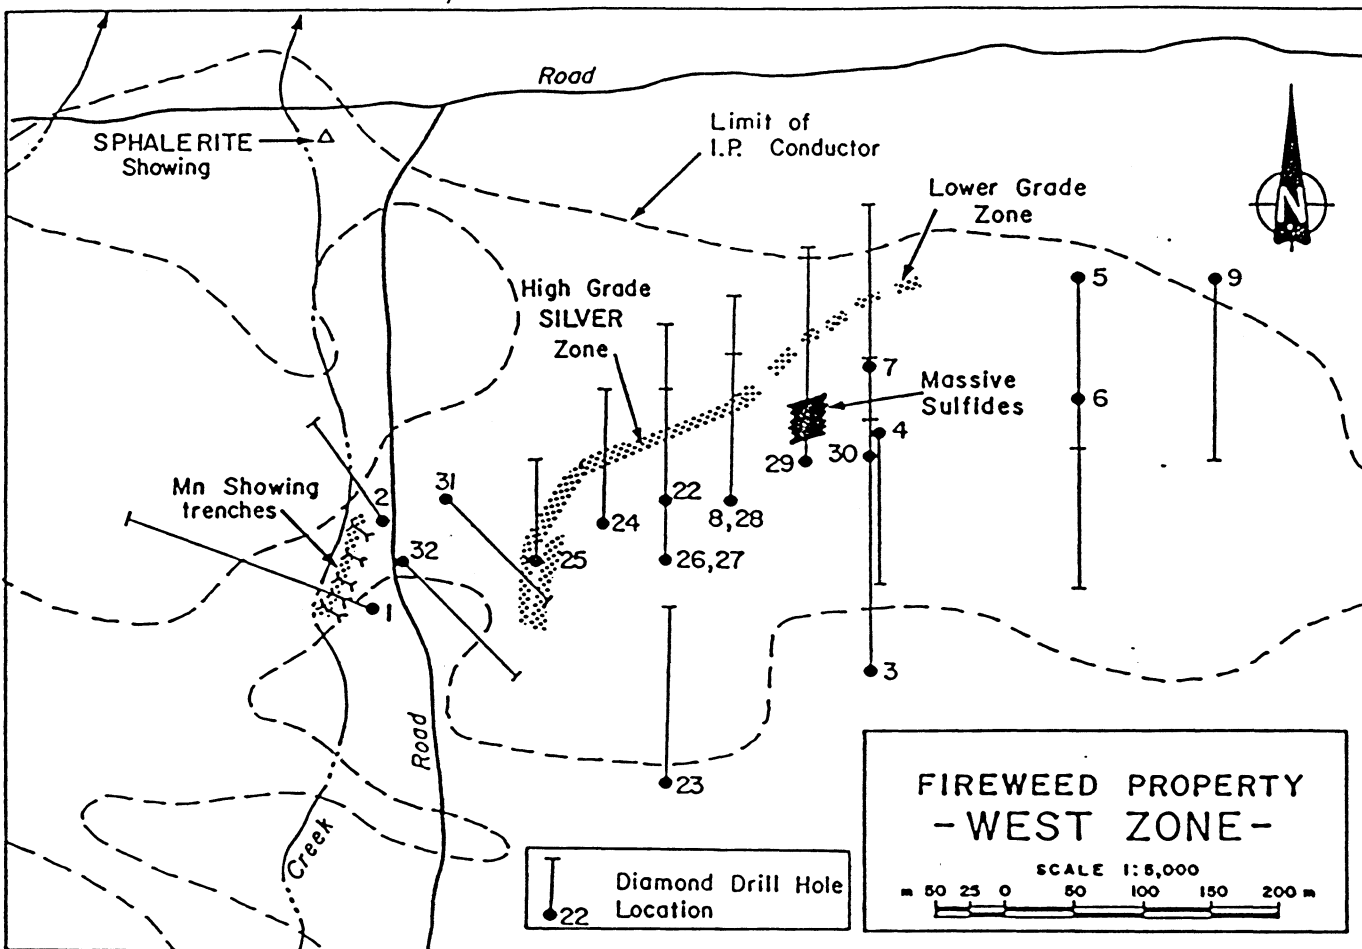 Road
SPHALERITE
Showing
Limit of
I.P. Conductor
Lower Grade
Zone
N
High Grade
SILVER
Zone
5
9
7
Massive
Sulfides
6
4
29
30
Mn Showing
trenches
2
31
22
8,28
24
32
25
26,27
1
3
Road
23
Creek
FIREWEED PROPERTY
-WEST ZONE-
SCALE 1:5,000
m 50 25 0 50 100 150 200 m
Diamond Drill Hole
Location
22